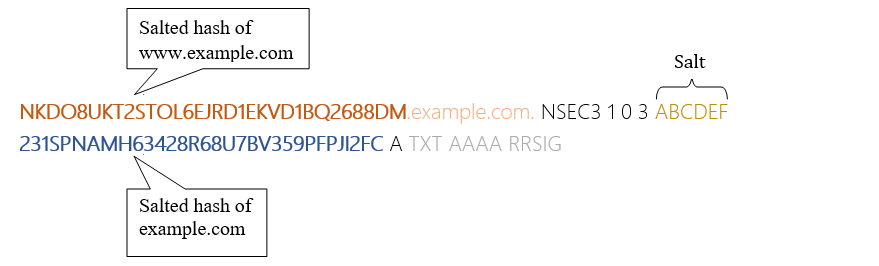 Salted hash of
www.example.com
Salt
NKDO8UKT2STOL6EJRD1EKVD1BQ2688DM.example.com. NSEC3 1 0 3 ABCDEF
231SPNAMH63428R68U7BV359PFPJI2FC A TXT AAAA RRSIG
Salted hash of
example.com